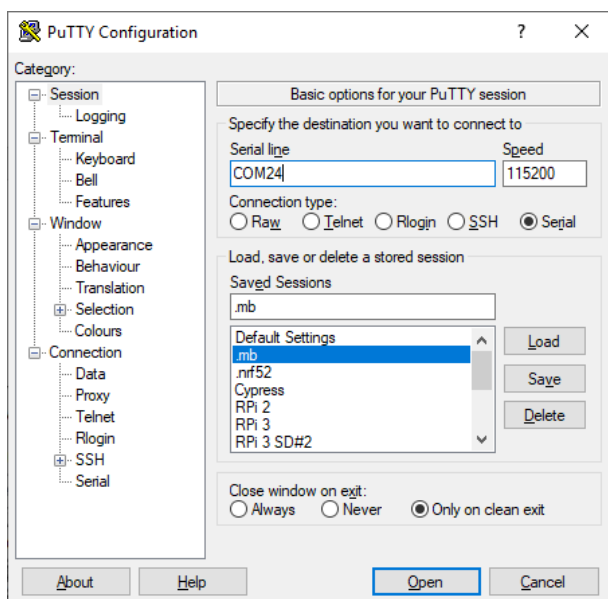 PuTTY Configuration
?
Category:
Session
Logging
Terminal
Keyboard
Bell
Features
Window
Appearance
Behaviour
Translation
Selection
Colours
Connection
Data
Proxy
Telnet
Rlogin
SSH
Serial
Basic options for your PuTTY session
Specify the destination you want to connect to
Serial line Speed
COM24 115200
Connection type:
Raw Telnet Rlogin SSH Serial
Load, save or delete a stored session
Saved Sessions
.mb
Default Settings
.mb
.nrf52
Cypress
RPi 2
RPi 3
RPi 3 SD#2
Load
Save
Delete
Close window on exit:
Always Never Only on clean exit
About Help Open Cancel